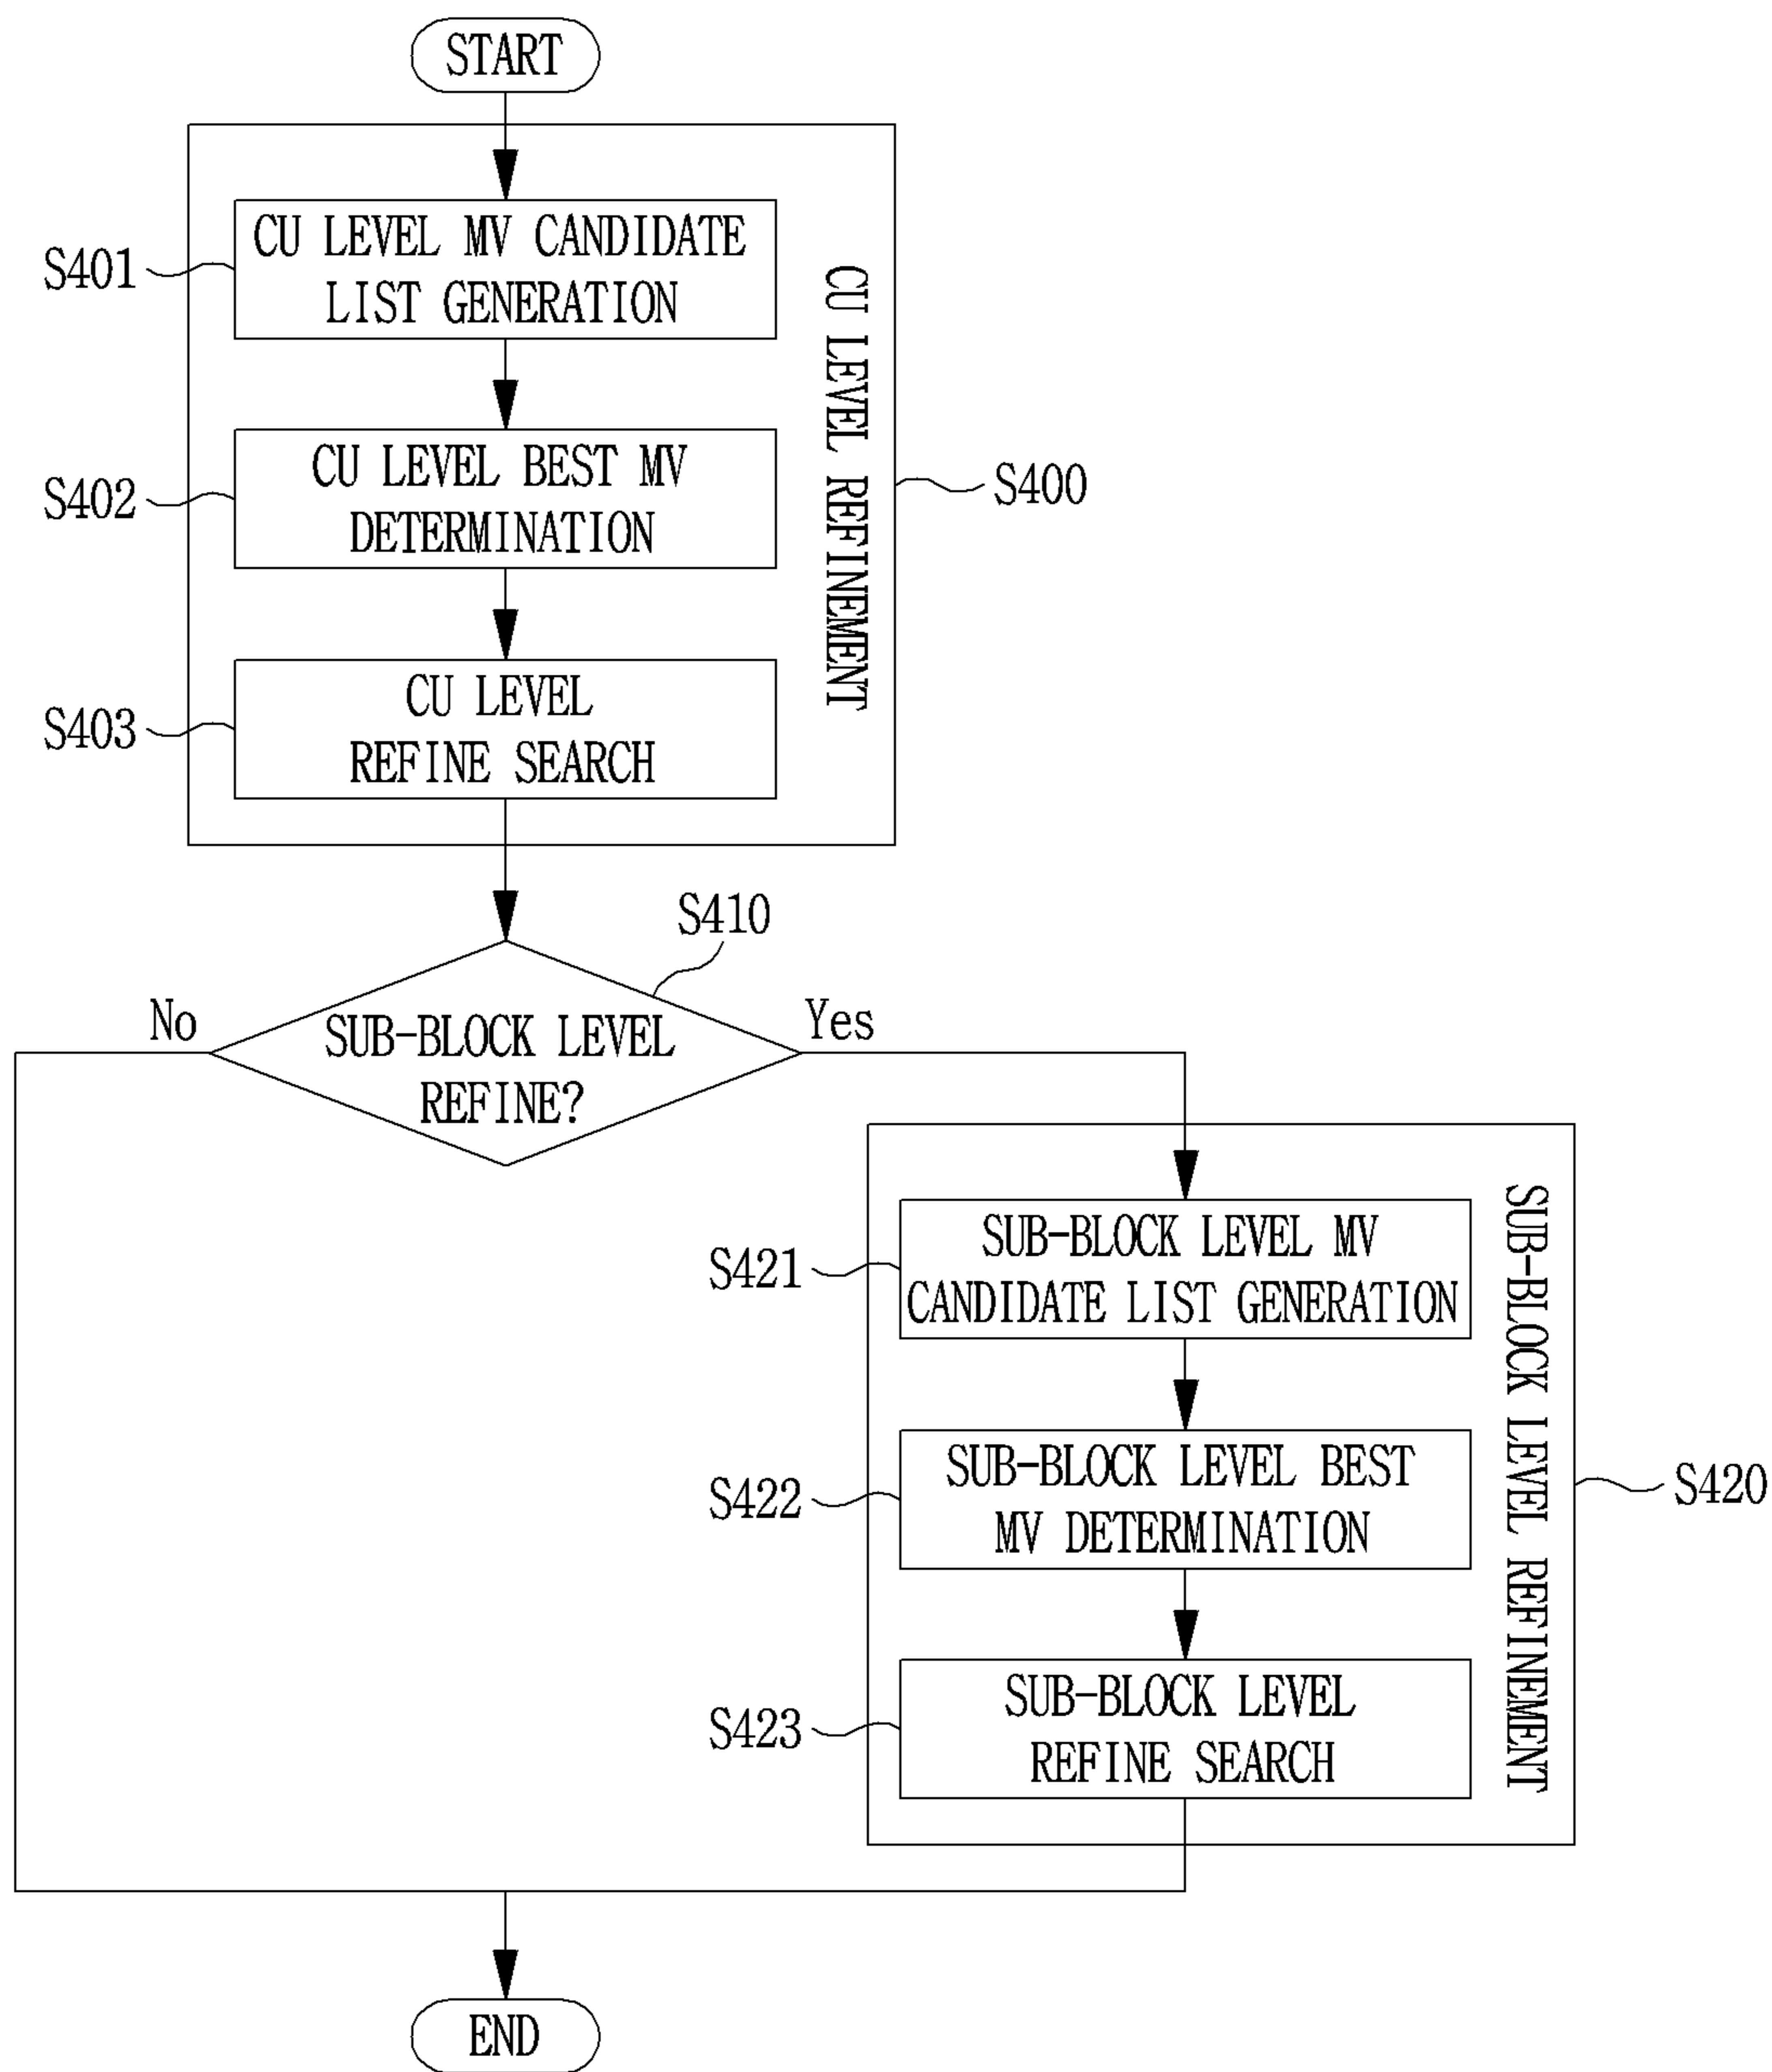 START
CU LEVEL MV CANDIDATE
LIST GENERATION
S401
CU LEVEL BEST MV
DETERMINATION
S402
CU LEVEL
REFINE SEARCH
S403
CU LEVEL REFINEMENT
S400
S410
SUB-BLOCK LEVEL
REFINE?
No
Yes
SUB-BLOCK LEVEL MV
CANDIDATE LIST GENERATION
S421
SUB-BLOCK LEVEL BEST
MV DETERMINATION
S422
SUB-BLOCK LEVEL
REFINE SEARCH
S423
SUB-BLOCK LEVEL REFINEMENT
S420
END